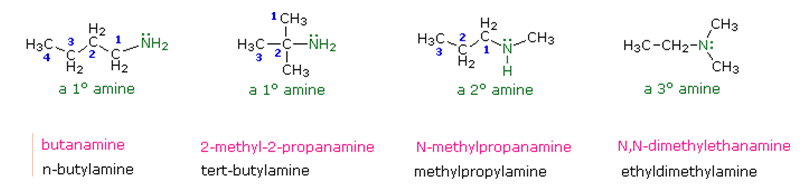 H3C 4 3 C H2 H2 C 2 1 C H2 N̈H2
a 1° amine
butanamine
n-butylamine
1 CH3 H3C 3 C 2 N̈H2 CH3
a 1° amine
2-methyl-2-propanamine
tert-butylamine
H3C 3 2 C H2 H2 C 1 N̈ H CH3
a 2° amine
N-methylpropanamine
methylpropylamine
H3C–CH2–N: CH3 CH3
a 3° amine
N,N-dimethylethanamine
ethyldimethylamine